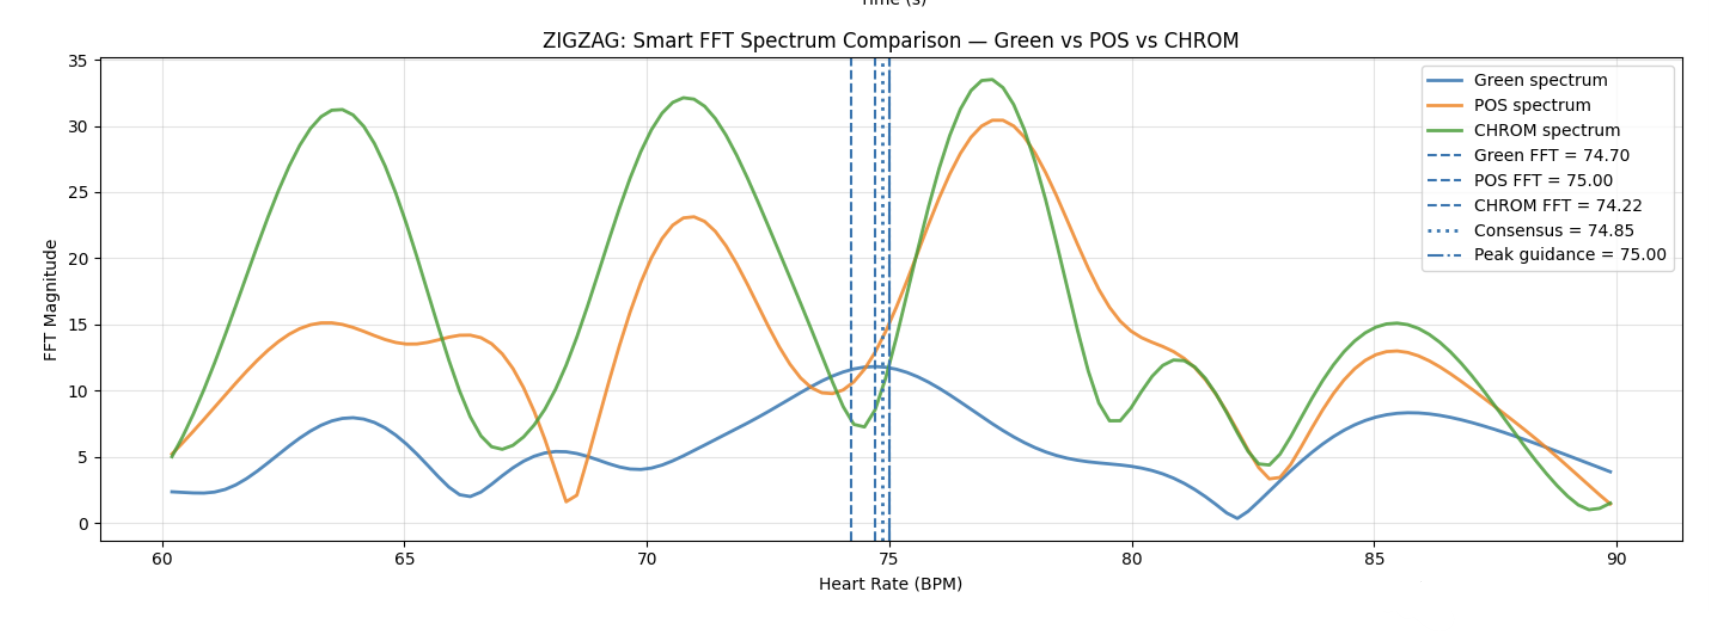 Time (s)
ZIGZAG: Smart FFT Spectrum Comparison — Green vs POS vs CHROM
35
30
25
20
15
10
5
0
FFT Magnitude
Green spectrum
POS spectrum
CHROM spectrum
Green FFT = 74.70
POS FFT = 75.00
CHROM FFT = 74.22
Consensus = 74.85
Peak guidance = 75.00
60 65 70 75 80 85 90
Heart Rate (BPM)